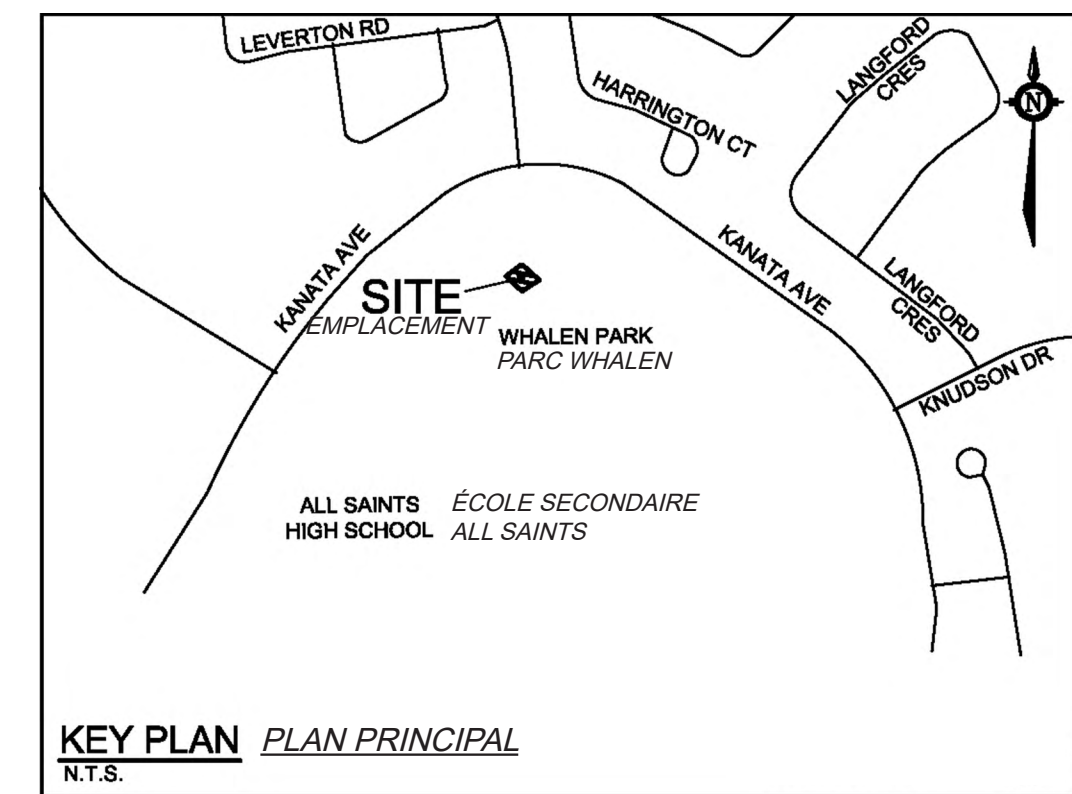 LEVERTON RD
HARRINGTON CT
LANGFORD
CRES
N
KANATA AVE
KANATA AVE
SITE
EMPLACEMENT
WHALEN PARK
PARC WHALEN
LANGFORD
CRES
KNUDSON DR
ALL SAINTS
HIGH SCHOOL
ÉCOLE SECONDAIRE
ALL SAINTS
KEY PLAN PLAN PRINCIPAL
N.T.S.